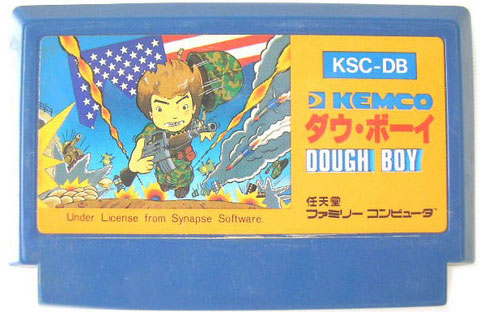 KSC-DB
KEMCO
ダウ・ボーイ
DOUGH BOY
任天堂
ファミリー コンピュータ
Under License from Synapse Software.